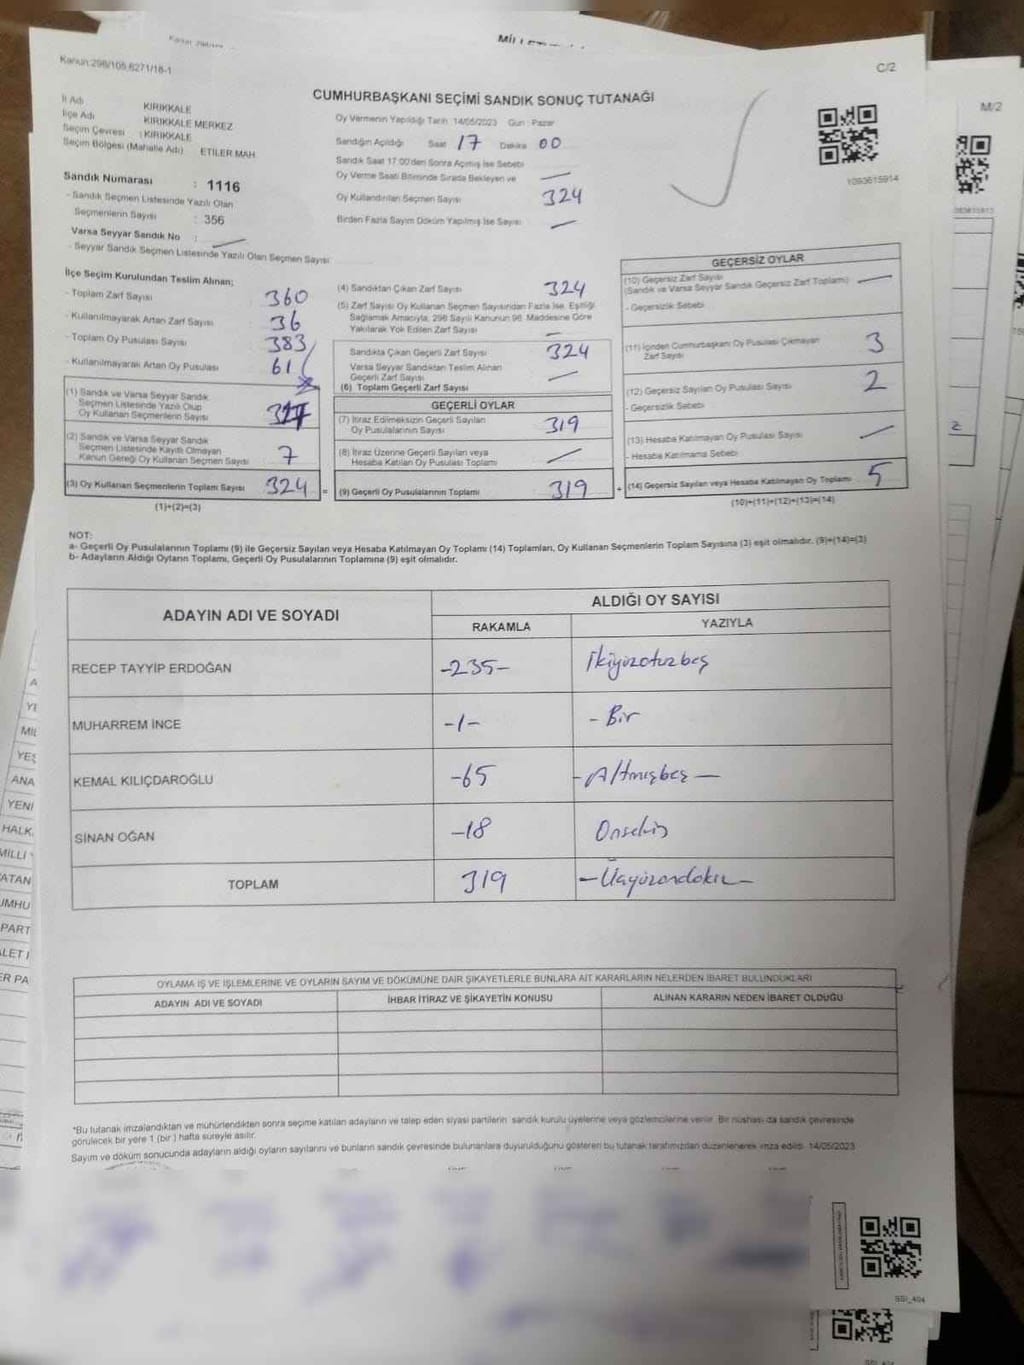 Kanun:298/105,6271/18-1
C/2
CUMHURBAŞKANI SEÇİMİ SANDIK SONUÇ TUTANAĞI
İl Adı KIRIKKALE
İlçe Adı KIRIKKALE MERKEZ
Seçim Çevresi : KIRIKKALE
Seçim Bölgesi (Mahalle Adı) ETİLER MAH.
Sandık Numarası : 1116
- Sandık Seçmen Listesinde Yazılı Olan
Seçmenlerin Sayısı : 356
Varsa Seyyar Sandık No :
- Seyyar Sandık Seçmen Listesinde Yazılı Olan Seçmen Sayısı
Oy Vermenin Yapıldığı Tarih 14/05/2023 Gün : Pazar
Sandığın Açıldığı Saat 17 Dakika 00
Sandık Saat 17:00'den Sonra Açılmış İse Sebebi
Oy Verme Saati Bitiminde Sırada Bekleyen ve
Oy Kullandırılan Seçmen Sayısı 324
Birden Fazla Sayım Döküm Yapılmış İse Sayısı
Y093615914
M/2
İlçe Seçim Kurulundan Teslim Alınan;
- Toplam Zarf Sayısı 360
- Kullanılmayarak Artan Zarf Sayısı 36
- Toplam Oy Pusulası Sayısı 383
- Kullanılmayarak Artan Oy Pusulası 61
(1) Sandık ve Varsa Seyyar Sandık
Seçmen Listesinde Yazılı Olup
Oy Kullanan Seçmenlerin Sayısı
(2) Sandık ve Varsa Seyyar Sandık
Seçmen Listesinde Kayıtlı Olmayan
Kanun Gereği Oy Kullanan Seçmen Sayısı 7
(3) Oy Kullanan Seçmenlerin Toplam Sayısı 324
(1)+(2)=(3)
(4) Sandıktan Çıkan Zarf Sayısı 324
(5) Zarf Sayısı Oy Kullanan Seçmen Sayısından Fazla İse, Eşitliği
Sağlamak Amacıyla, 298 Sayılı Kanunun 98. Maddesine Göre
Yakılarak Yok Edilen Zarf Sayısı
Sandıkta Çıkan Geçerli Zarf Sayısı 324
Varsa Seyyar Sandıktan Teslim Alınan
Geçerli Zarf Sayısı
(6) Toplam Geçerli Zarf Sayısı
GEÇERLİ OYLAR
(7) İtiraz Edilmeksizin Geçerli Sayılan
Oy Pusulalarının Sayısı 319
(8) İtiraz Üzerine Geçerli Sayılan veya
Hesaba Katılan Oy Pusulası Toplamı
= (9) Geçerli Oy Pusulalarının Toplamı 319
GEÇERSİZ OYLAR
(10) Geçersiz Zarf Sayısı
(Sandık ve Varsa Seyyar Sandık Geçersiz Zarf Toplamı)
- Geçersizlik Sebebi
(11) İçinden Cumhurbaşkanı Oy Pusulası Çıkmayan
Zarf Sayısı 3
(12) Geçersiz Sayılan Oy Pusulası Sayısı 2
- Geçersizlik Sebebi
(13) Hesaba Katılmayan Oy Pusulası Sayısı
- Hesaba Katılmama Sebebi
+ (14) Geçersiz Sayılan veya Hesaba Katılmayan Oy Toplamı 5
(10)+(11)+(12)+(13)=(14)
NOT:
a- Geçerli Oy Pusulalarının Toplamı (9) ile Geçersiz Sayılan veya Hesaba Katılmayan Oy Toplamı (14) Toplamları, Oy Kullanan Seçmenlerin Toplam Sayısına (3) eşit olmalıdır. (9)+(14)=(3)
b- Adayların Aldığı Oyların Toplamı, Geçerli Oy Pusulalarının Toplamına (9) eşit olmalıdır.
ADAYIN ADI VE SOYADI ALDIĞI OY SAYISI
RAKAMLA YAZIYLA
RECEP TAYYİP ERDOĞAN -235- İkiyüzotuzbeş
MUHARREM İNCE -1- - Bir
KEMAL KILIÇDAROĞLU -65 - Altmışbeş -
SİNAN OĞAN -18 Onsekiz
TOPLAM 319 - Üçyüzondokuz -
OYLAMA İŞ VE İŞLEMLERİNE VE OYLARIN SAYIM VE DÖKÜMÜNE DAİR ŞİKAYETLERLE BUNLARA AİT KARARLARIN NELERDEN İBARET BULUNDUKLARI
ADAYIN ADI VE SOYADI İHBAR İTİRAZ VE ŞİKAYETİN KONUSU ALINAN KARARIN NEDEN İBARET OLDUĞU
*Bu tutanak imzalandıktan ve mühürlendikten sonra seçime katılan adayların ve talep eden siyasi partilerin sandık kurulu üyelerine veya gözlemcilerine verilir. Bir nüshası da sandık çevresinde
görülecek bir yere 1 (bir ) hafta süreyle asılır.
Sayım ve döküm sonucunda adayların aldığı oyların sayılarını ve bunların sandık çevresinde bulunanlara duyurulduğunu gösteren bu tutanak tarafımızdan düzenlenerek imza edildi. 14/05/2023
SSI_404